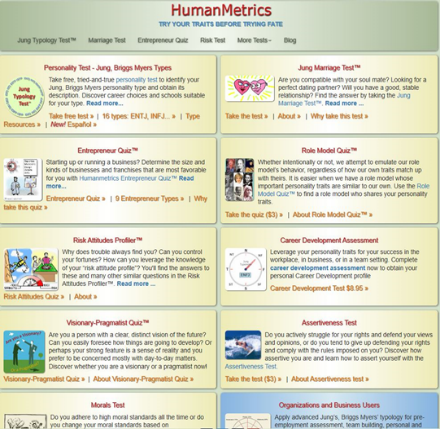 HumanMetrics
TRY YOUR TRAITS BEFORE TRYING FATE
Jung Typology Test™ Marriage Test Entrepreneur Quiz Risk Test More Tests Blog
Personality Test - Jung, Briggs Myers Types
Jung
Typology
Test™
Take free, tried-and-true personality test to identify your
Jung, Briggs Myers personality type and obtain its
description. Discover career choices and schools suitable
for your type. Read more...
Take free test » | 16 types: ENTJ, INFJ... » | Type
Resources » | New! Español »
Jung Marriage Test™
Are you compatible with your soul mate? Looking for a
perfect dating partner? Will you have a good, stable
relationship? Find the answer by taking the Jung
Marriage Test™. Read more ...
Take the test » | About » | Why take this test »
Entrepreneur Quiz™
Starting up or running a business? Determine the size and
kinds of businesses and franchises that are most favorable
for you with Humanmetrics Entrepreneur Quiz™ Read
more...
Entrepreneur Quiz » | 9 Entrepreneur Types » | Why
take this quiz »
Role Model Quiz™
Whether intentionally or not, we attempt to emulate our role
model's behavior, regardless of how our own traits match up
with theirs. It is easier when we have a role model whose
important personality traits are similar to our own. Use the Role
Model Quiz™ to find a role model who shares your personality
traits.
Take the quiz ($3) » | About Role Model Quiz™ »
Risk Attitudes Profiler™
Why does trouble always find you? Can you control your
fortunes? How can you leverage the knowledge
of your "risk attitude profile"? You'll find the answers to
these and many other similar questions in the Risk
Attitudes Profiler™. Read more ...
Risk Attitudes Quiz » | About »
Career Development Assessment
Leverage your personality traits for your success in the
workplace, in business, or in a team setting. Complete
career development assessment now to obtain your
personal Career Development profile
Career Development Test $8.95 »
Visionary-Pragmatist Quiz™
Are you a person with a clear, distinct vision of the future?
Can you easily foresee how things are going to develop? Or
perhaps your strong feature is a sense of reality and you
prefer to be concerned mostly with day-to-day matters.
Discover whether you are a visionary or a pragmatist now!
Visionary-Pragmatist Quiz » | About Visionary-Pragmatist Quiz »
Assertiveness Test
Do you actively struggle for your rights and defend your views
and opinions, or do you tend to give up defending your rights
and comply with the rules imposed on you? Discover how
assertive you are and learn how to assert yourself with the
Assertiveness Test.
Take the test ($3) » | About Assertiveness test »
Morals Test
Do you adhere to high moral standards all the time or do
you change your moral standards based on
Organizations and Business Users
Apply advanced Jung's, Briggs Myers' typology for pre-
employment assessment, team building, personal and